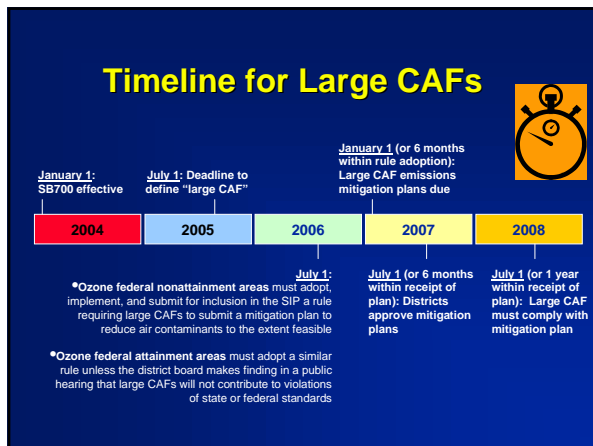 Timeline for Large CAFs
January 1:
SB700 effective
July 1: Deadline to
define “large CAF”
January 1 (or 6 months
within rule adoption):
Large CAF emissions
mitigation plans due
2004
2005
2006
2007
2008
July 1:
•Ozone federal nonattainment areas must adopt,
implement, and submit for inclusion in the SIP a rule
requiring large CAFs to submit a mitigation plan to
reduce air contaminants to the extent feasible
•Ozone federal attainment areas must adopt a similar
rule unless the district board makes finding in a public
hearing that large CAFs will not contribute to violations
of state or federal standards
July 1 (or 6 months
within receipt of
plan): Districts
approve mitigation
plans
July 1 (or 1 year
within receipt of
plan): Large CAF
must comply with
mitigation plan